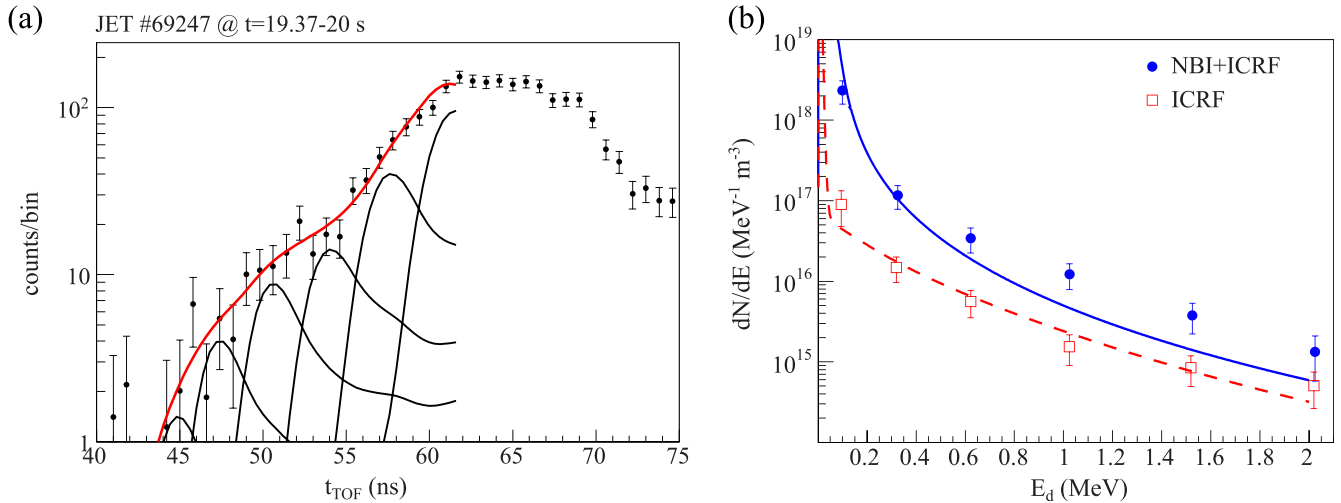 (a)
JET #69247 @ t=19.37-20 s
counts/bin
10²
10
1
40 45 50 55 60 65 70 75
t_TOF (ns)
(b)
dN/dE (MeV⁻¹ m⁻³)
10¹⁹
10¹⁸
10¹⁷
10¹⁶
10¹⁵
NBI+ICRF
ICRF
0.2 0.4 0.6 0.8 1 1.2 1.4 1.6 1.8 2
E_d (MeV)